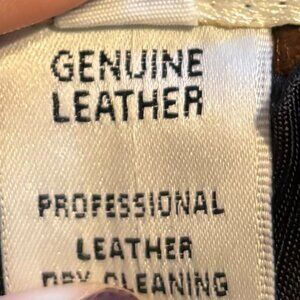 GENUINE
LEATHER
PROFESSIONAL
LEATHER
DRY CLEANING